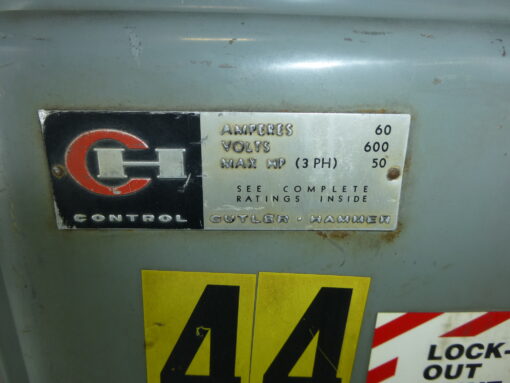 CH
CONTROL
AMPERES 60
VOLTS 600
MAX HP (3 PH) 50
SEE COMPLETE
RATINGS INSIDE
CUTLER-HAMMER
44
LOCK-
OUT